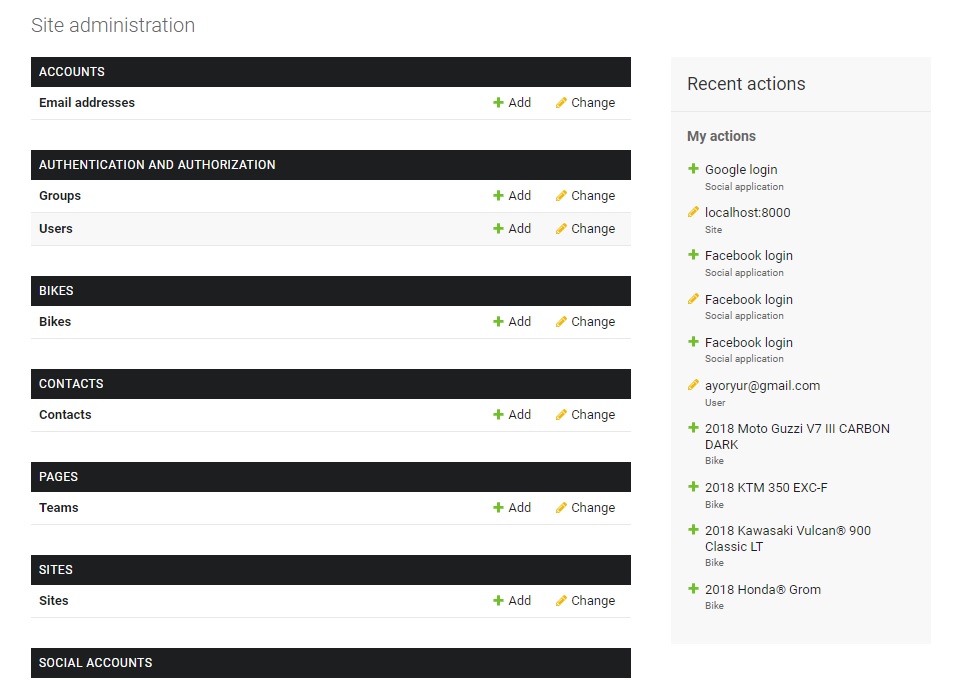 Site administration
ACCOUNTS
Email addresses Add Change
AUTHENTICATION AND AUTHORIZATION
Groups Add Change
Users Add Change
BIKES
Bikes Add Change
CONTACTS
Contacts Add Change
PAGES
Teams Add Change
SITES
Sites Add Change
SOCIAL ACCOUNTS
Recent actions
My actions
Google login
Social application
localhost:8000
Site
Facebook login
Social application
Facebook login
Social application
Facebook login
Social application
ayoryur@gmail.com
User
2018 Moto Guzzi V7 III CARBON
DARK
Bike
2018 KTM 350 EXC-F
Bike
2018 Kawasaki Vulcan® 900
Classic LT
Bike
2018 Honda® Grom
Bike